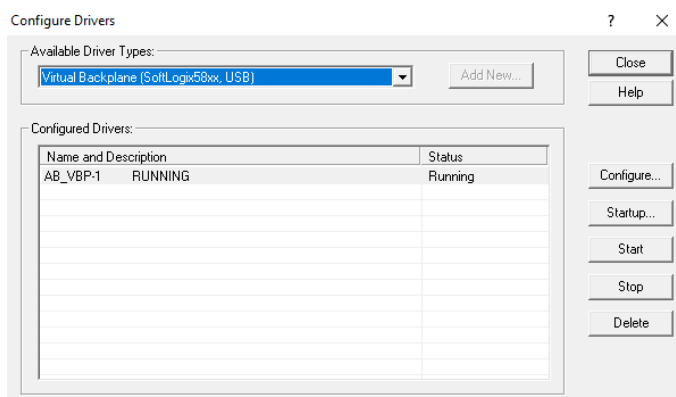 Configure Drivers
? X
Available Driver Types:
Virtual Backplane (SoftLogix58xx, USB)
Add New...
Close
Help
Configured Drivers:
Name and Description Status
AB_VBP-1 RUNNING Running
Configure...
Startup...
Start
Stop
Delete